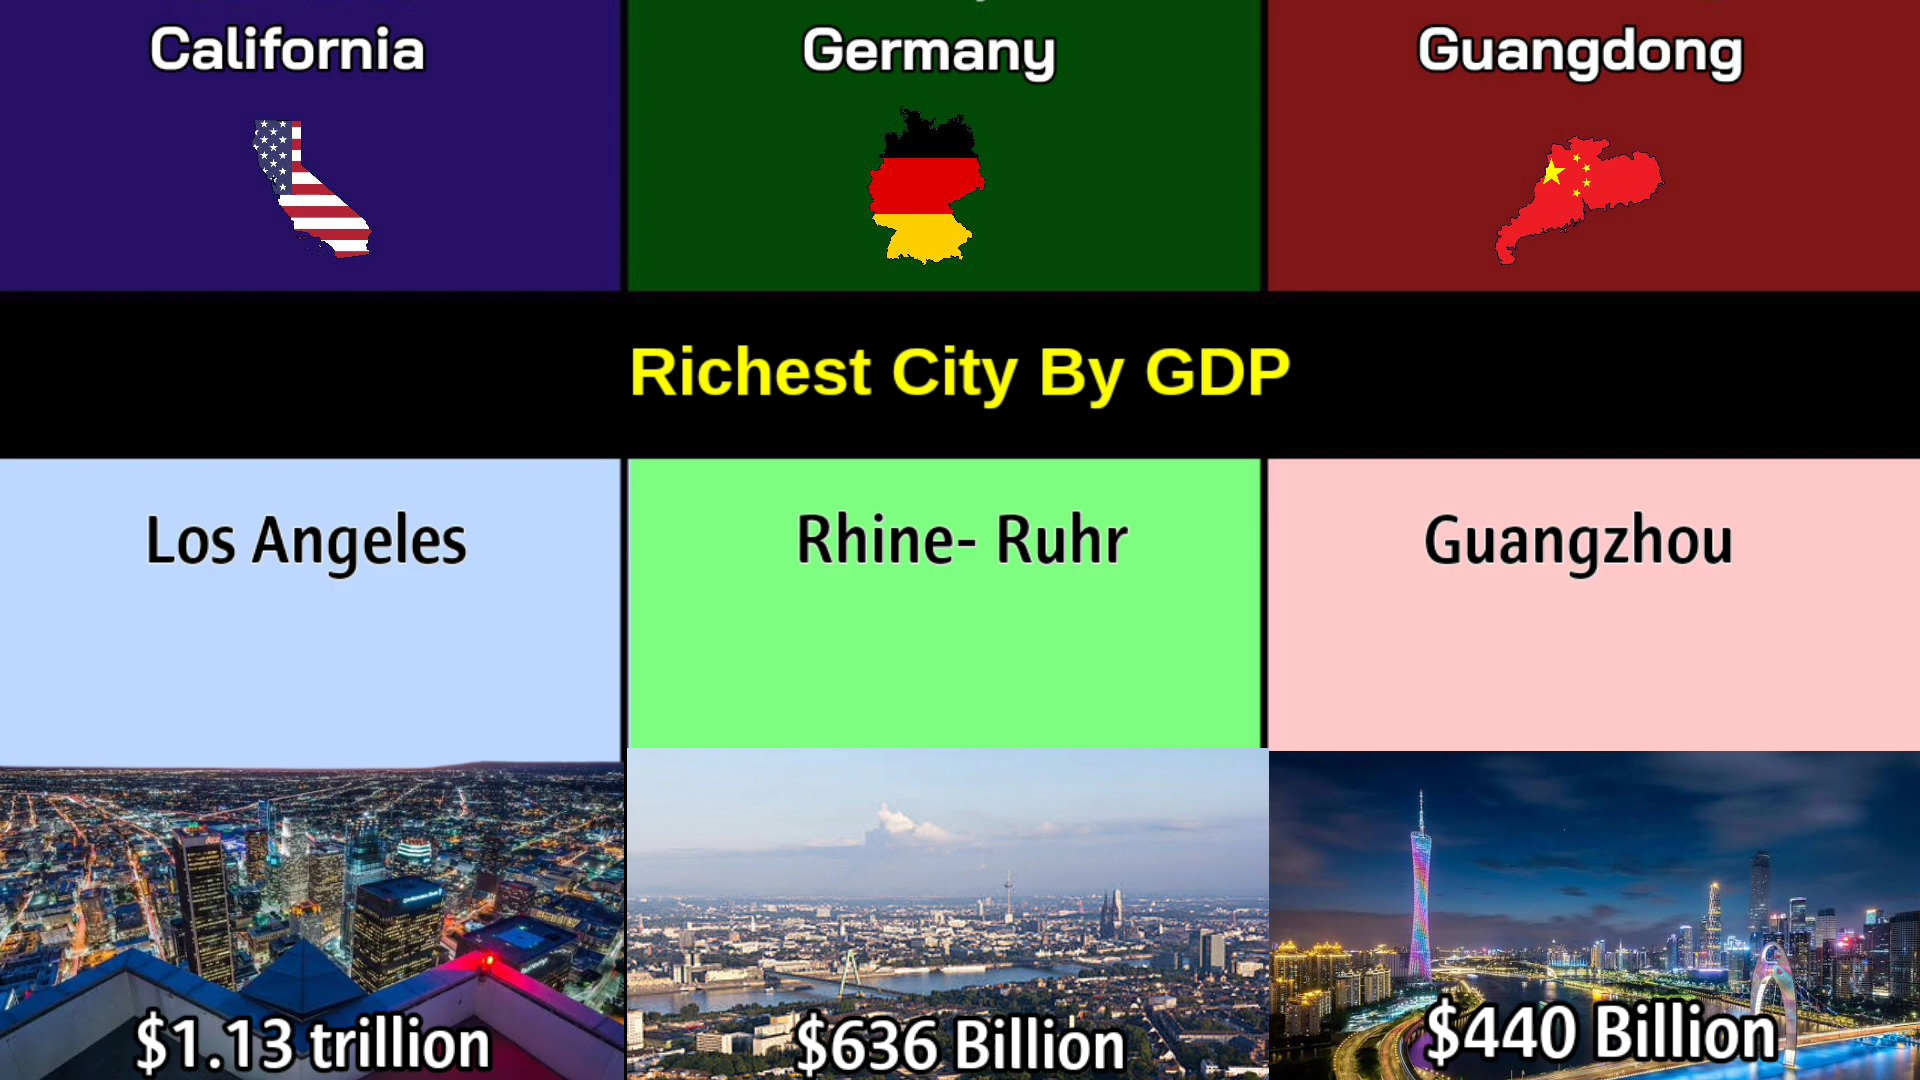 California
Germany
Guangdong
Richest City By GDP
Los Angeles
Rhine- Ruhr
Guangzhou
$1.13 trillion
$636 Billion
$440 Billion